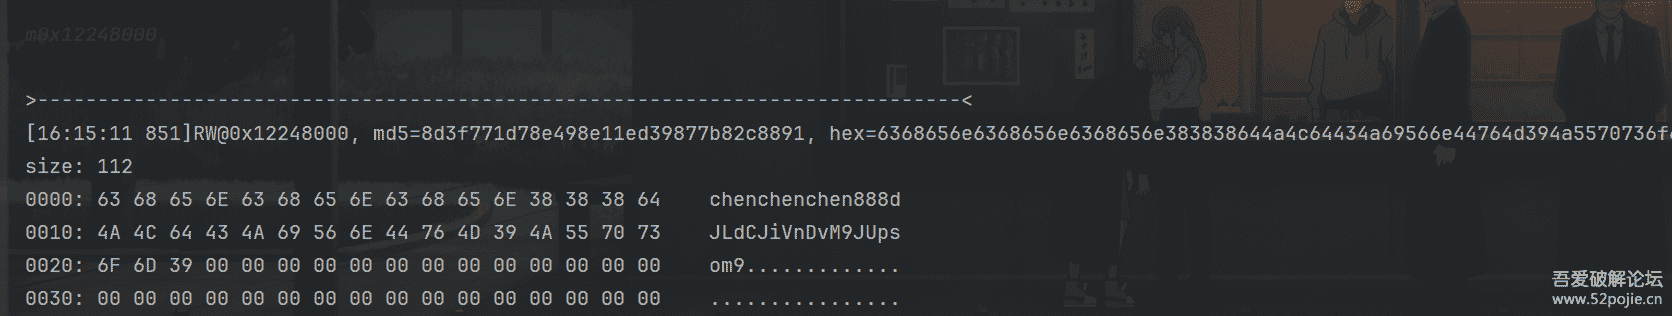 m0x12248000
>-----------------------------------------------------------------------------<
[16:15:11 851]RW@0x12248000, md5=8d3f771d78e498e11ed39877b82c8891, hex=6368656e6368656e6368656e383838644a4c64434a69566e44764d394a5570736f6
size: 112
0000: 63 68 65 6E 63 68 65 6E 63 68 65 6E 38 38 38 64    chenchenchen888d
0010: 4A 4C 64 43 4A 69 56 6E 44 76 4D 39 4A 55 70 73    JLdCJiVnDvM9JUps
0020: 6F 6D 39 00 00 00 00 00 00 00 00 00 00 00 00 00    om9.............
0030: 00 00 00 00 00 00 00 00 00 00 00 00 00 00 00 00    ................
吾爱破解论坛
www.52pojie.cn